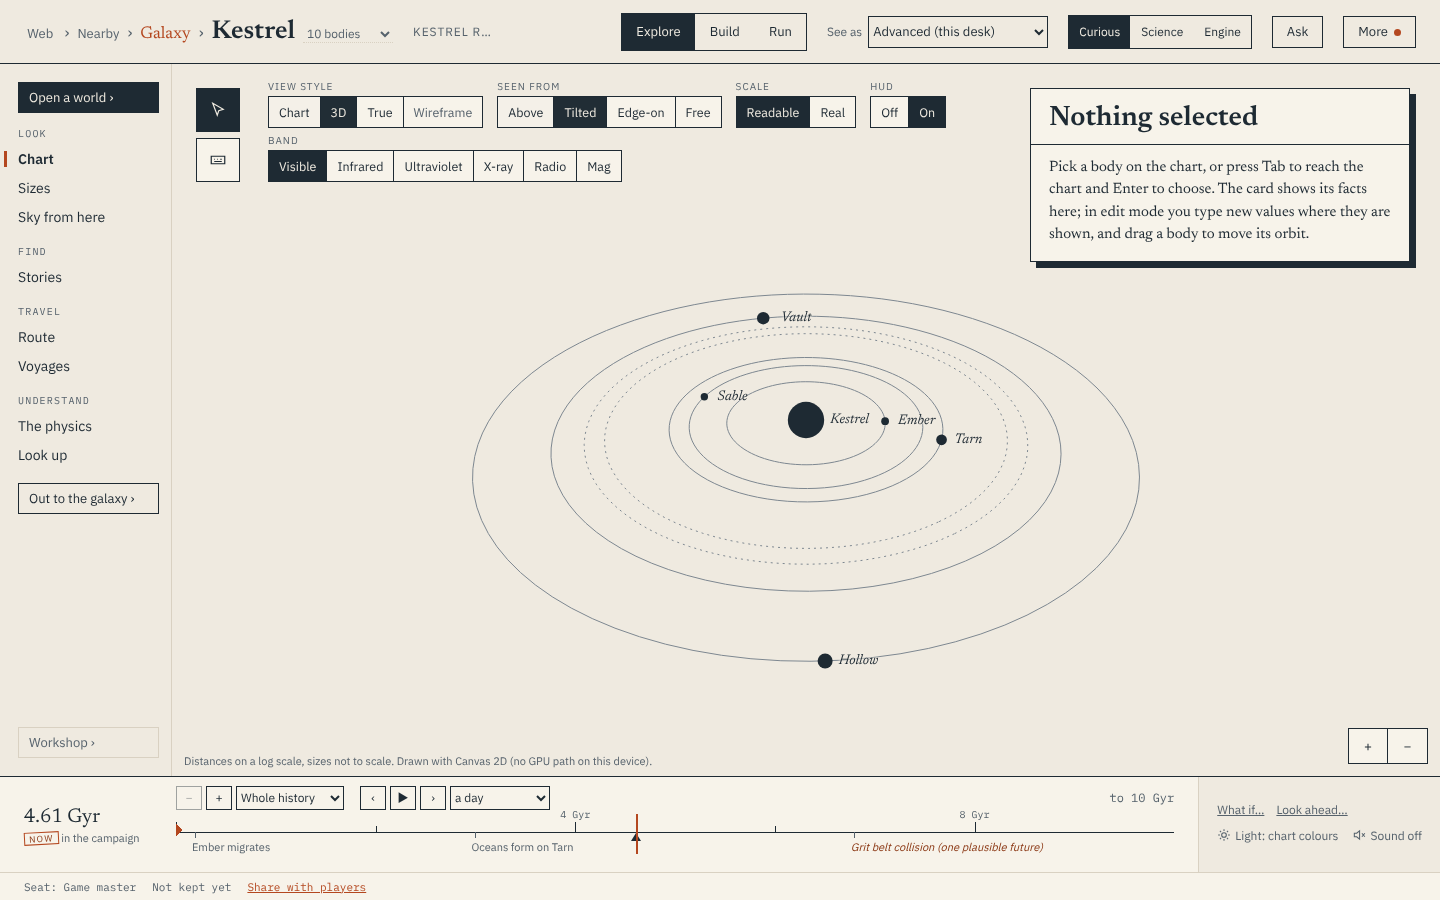 Web › Nearby › Galaxy › Kestrel 10 bodies KESTREL R…
Explore Build Run
See as Advanced (this desk)
Curious Science Engine
Ask
More
Open a world ›
LOOK
Chart
Sizes
Sky from here
FIND
Stories
TRAVEL
Route
Voyages
UNDERSTAND
The physics
Look up
Out to the galaxy ›
Workshop ›
VIEW STYLE
Chart 3D True Wireframe
SEEN FROM
Above Tilted Edge-on Free
SCALE
Readable Real
HUD
Off On
BAND
Visible Infrared Ultraviolet X-ray Radio Mag
Nothing selected
Pick a body on the chart, or press Tab to reach the
chart and Enter to choose. The card shows its facts
here; in edit mode you type new values where they are
shown, and drag a body to move its orbit.
Vault
Sable
Kestrel
Ember
Tarn
Hollow
+ −
Distances on a log scale, sizes not to scale. Drawn with Canvas 2D (no GPU path on this device).
4.61 Gyr
NOW in the campaign
− + Whole history ‹ ▶ › a day
to 10 Gyr
4 Gyr
8 Gyr
Ember migrates
Oceans form on Tarn
Grit belt collision (one plausible future)
What if… Look ahead…
Light: chart colours Sound off
Seat: Game master Not kept yet Share with players